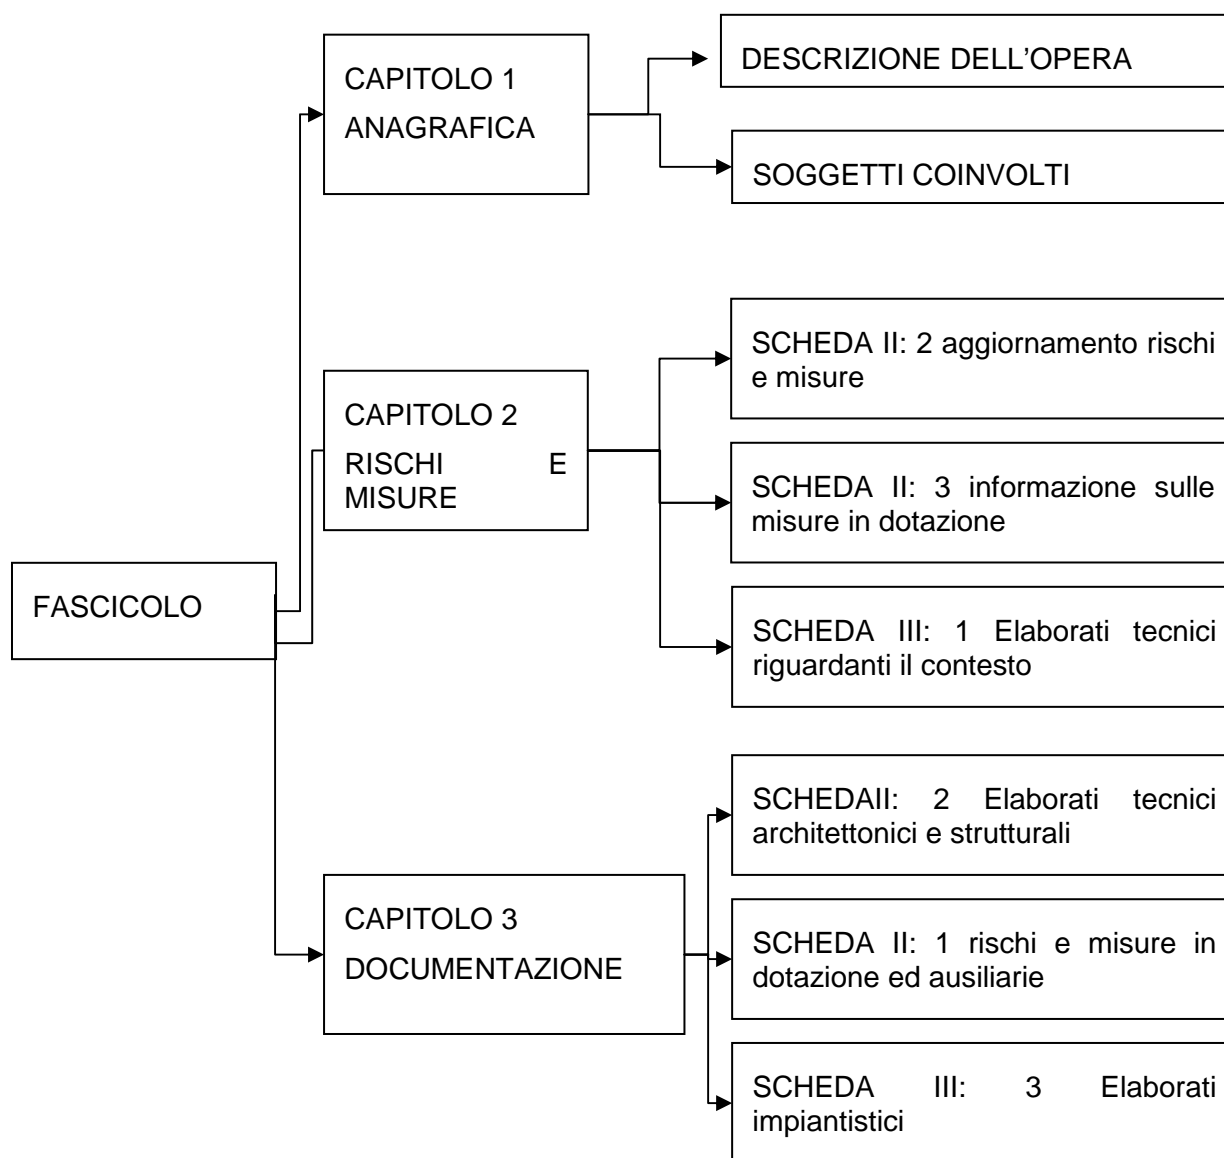 CAPITOLO 1
ANAGRAFICA
DESCRIZIONE DELL'OPERA
SOGGETTI COINVOLTI
CAPITOLO 2
RISCHI E
MISURE
SCHEDA II: 2 aggiornamento rischi
e misure
SCHEDA II: 3 informazione sulle
misure in dotazione
SCHEDA III: 1 Elaborati tecnici
riguardanti il contesto
FASCICOLO
CAPITOLO 3
DOCUMENTAZIONE
SCHEDAII: 2 Elaborati tecnici
architettonici e strutturali
SCHEDA II: 1 rischi e misure in
dotazione ed ausiliarie
SCHEDA III: 3 Elaborati
impiantistici